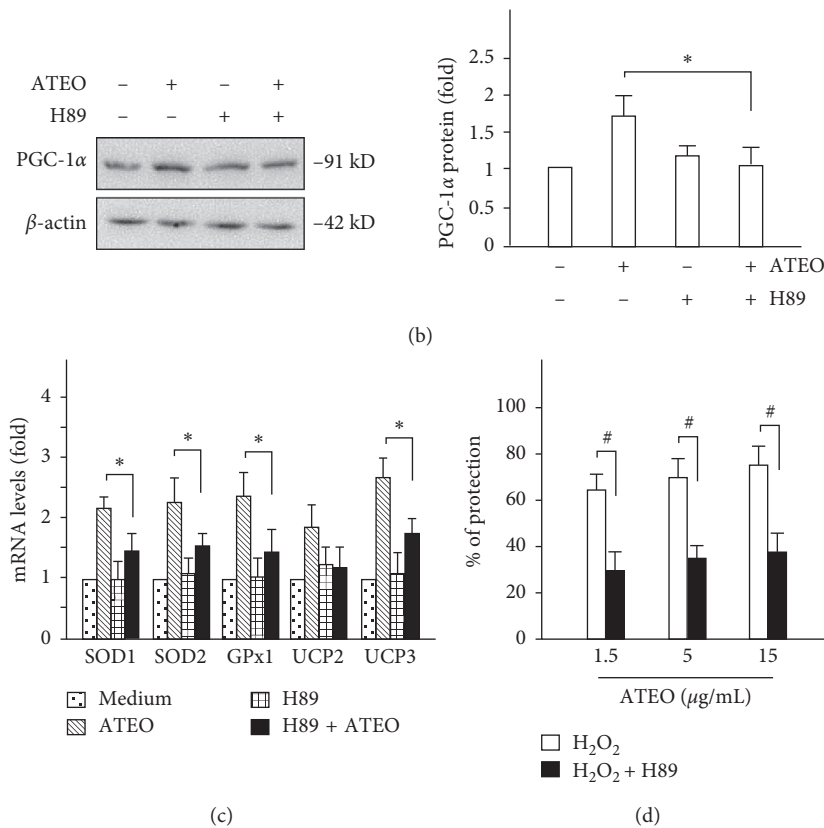 ATEO – + – +
H89 – – + +
PGC-1α –91 kD
β-actin –42 kD
PGC-1α protein (fold)
2.5
2
1.5
1
0.5
0
*
– + – + ATEO
– – + + H89
(b)
mRNA levels (fold)
4
2
1
0
* * * *
SOD1 SOD2 GPx1 UCP2 UCP3
Medium H89
ATEO H89 + ATEO
(c)
% of protection
100
80
60
40
20
0
# # #
1.5 5 15
ATEO (μg/mL)
H₂O₂
H₂O₂ + H89
(d)